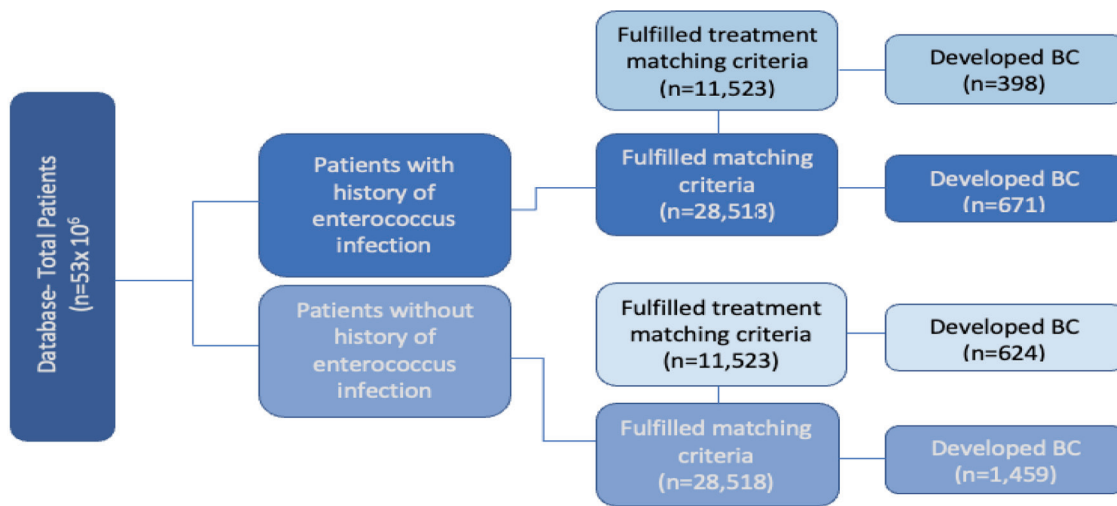 Database- Total Patients
(n=53x 10⁶
Patients with
history of
enterococcus
infection
Patients without
history of
enterococcus
infection
Fulfilled treatment
matching criteria
(n=11,523)
Developed BC
(n=398)
Fulfilled matching
criteria
(n=28,518)
Developed BC
(n=671)
Fulfilled treatment
matching criteria
(n=11,523)
Developed BC
(n=624)
Fulfilled matching
criteria
(n=28,518)
Developed BC
(n=1,459)